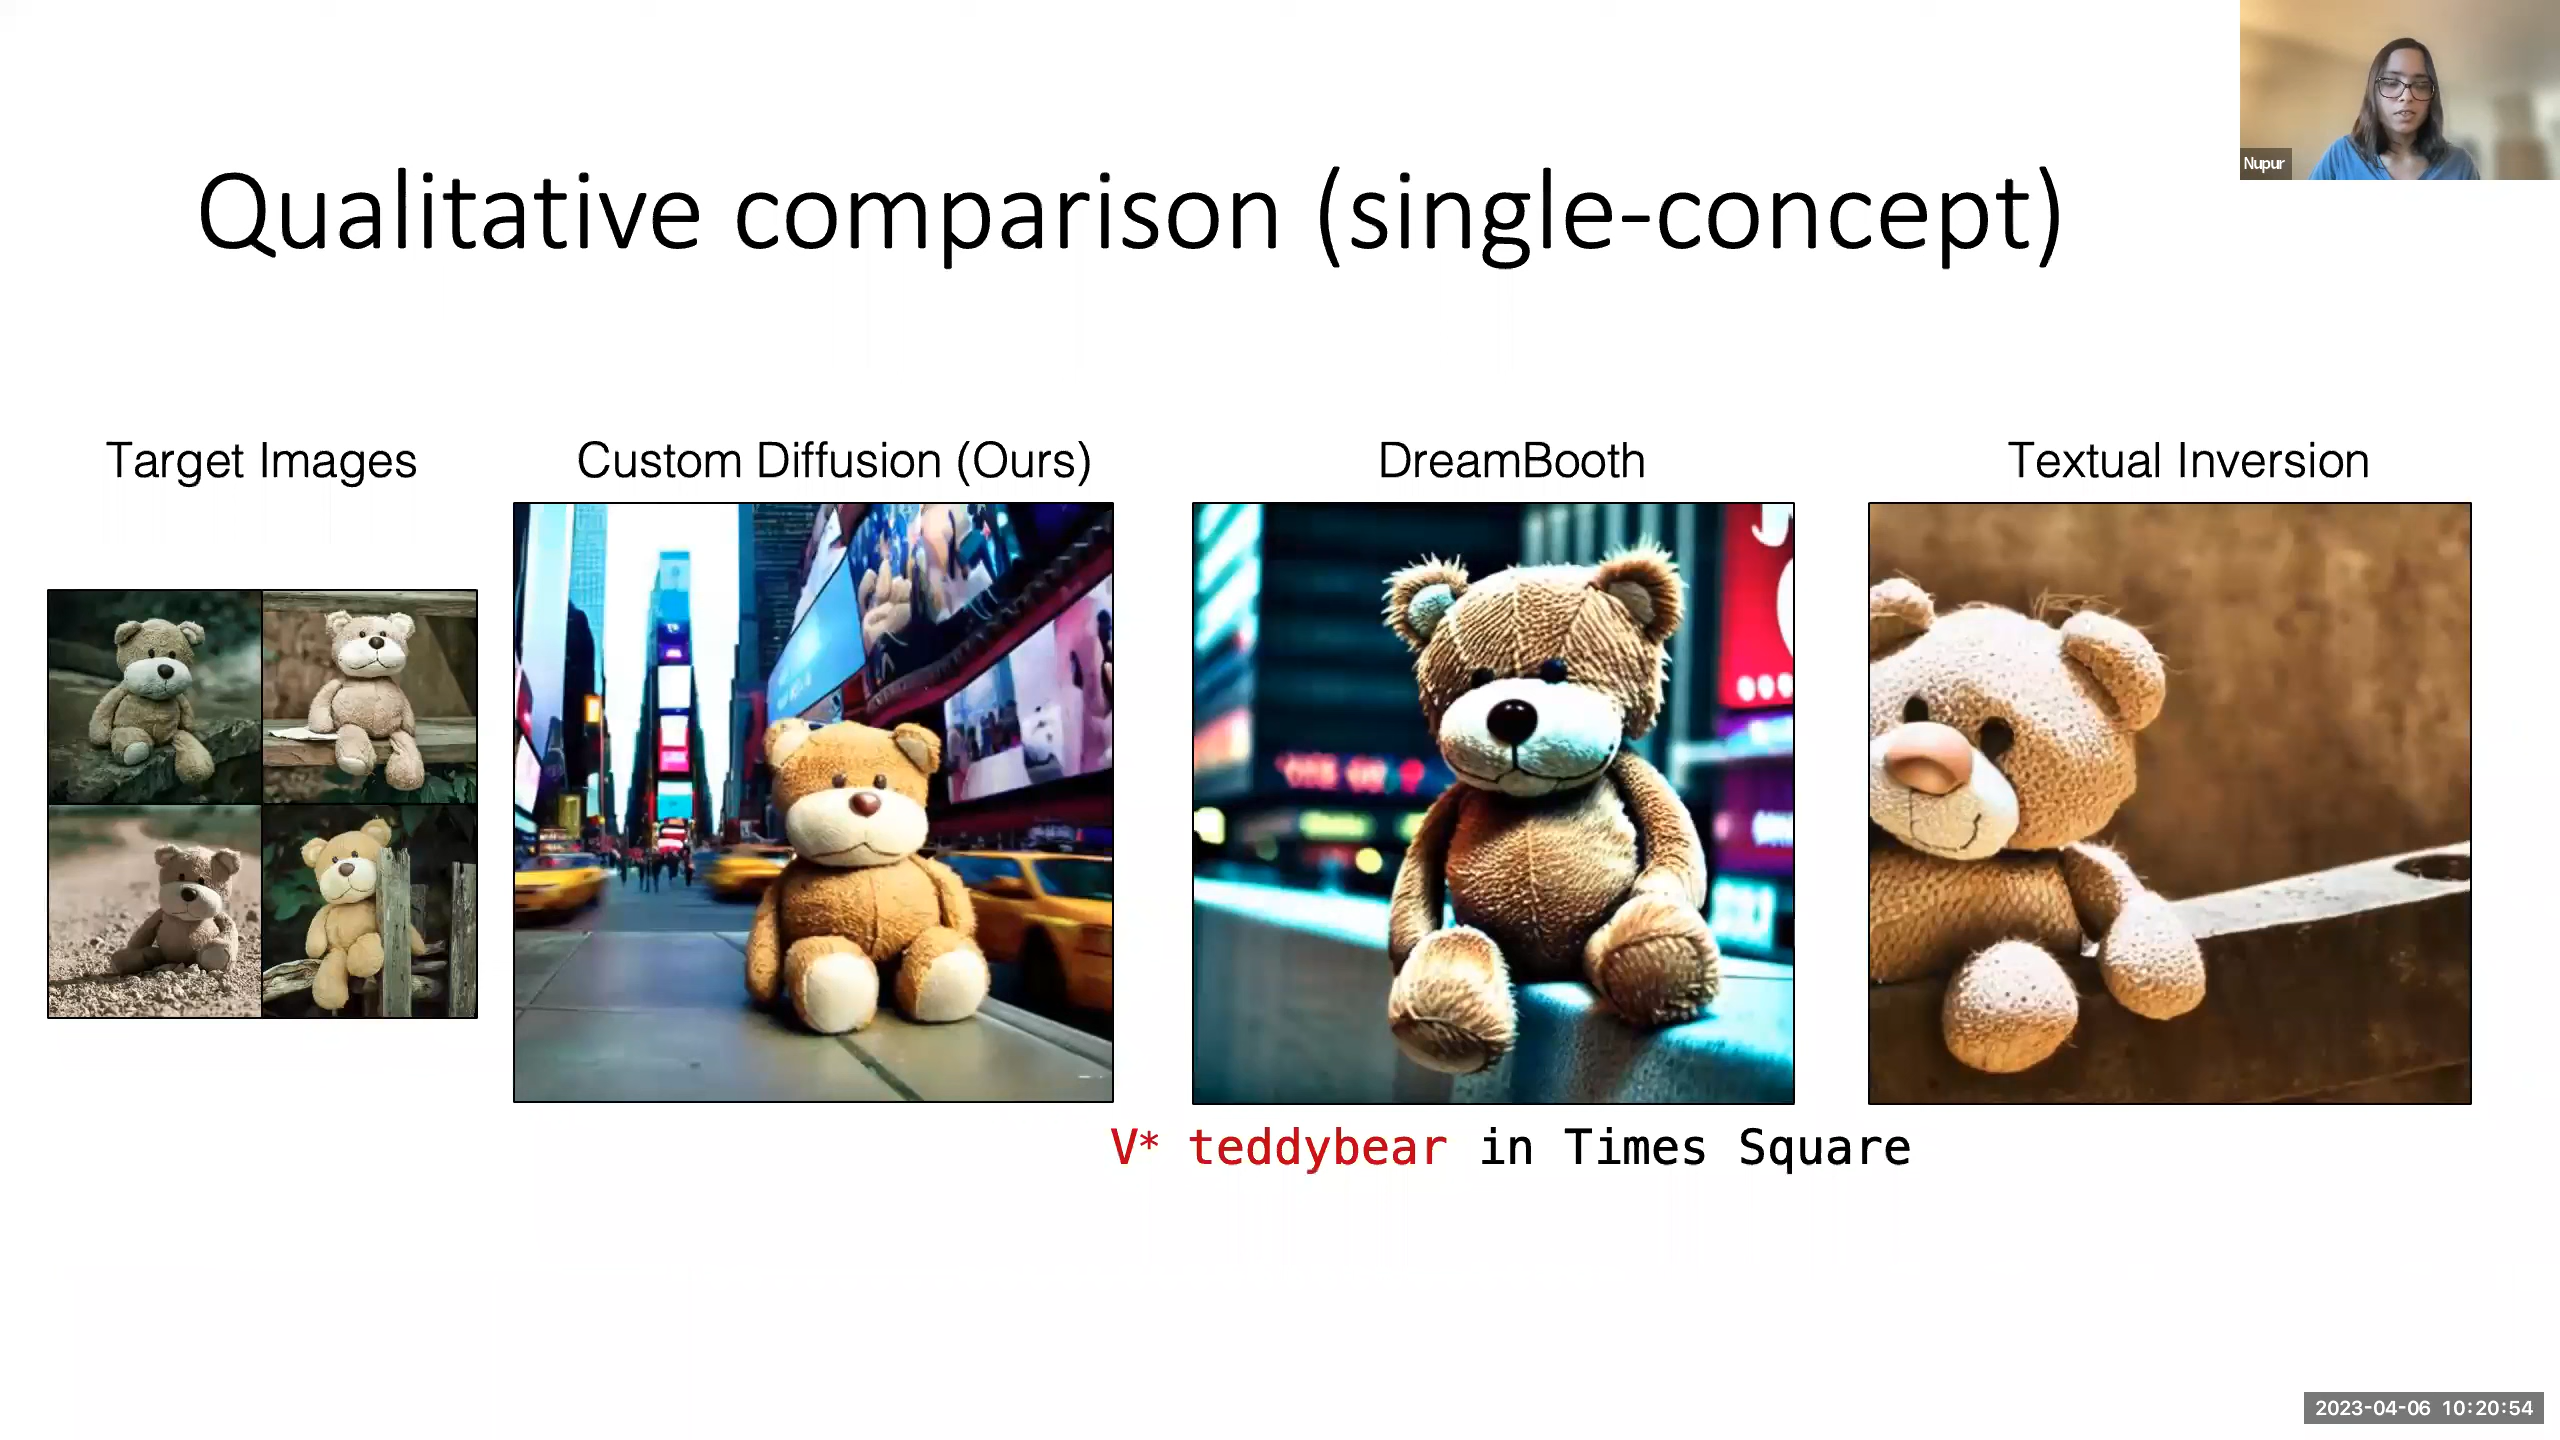 Nupur
Qualitative comparison (single-concept)
Target Images
Custom Diffusion (Ours)
DreamBooth
Textual Inversion
V* teddybear in Times Square
2023-04-06 10:20:54